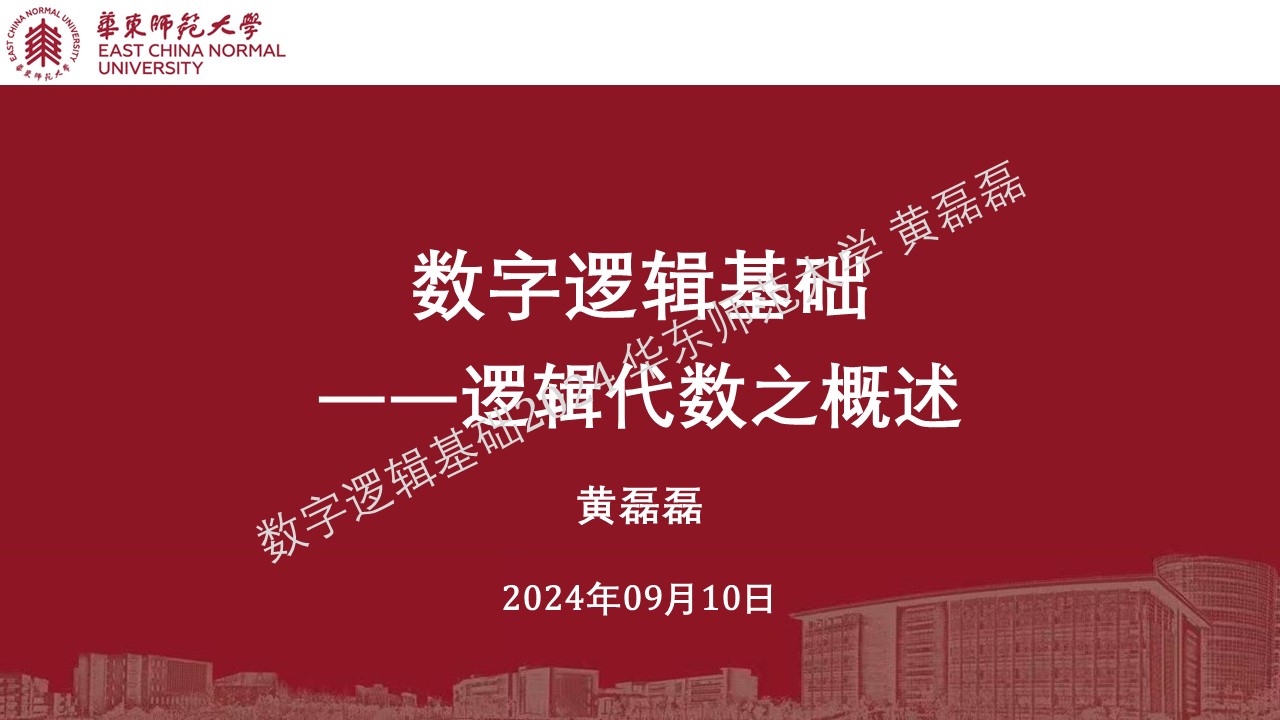 EAST CHINA NORMAL UNIVERSITY
華東師范大學
華東師范大學
EAST CHINA NORMAL
UNIVERSITY
数字逻辑基础
——逻辑代数之概述
数字逻辑基础2024 华东师范大学 黄磊磊
黄磊磊
2024年09月10日